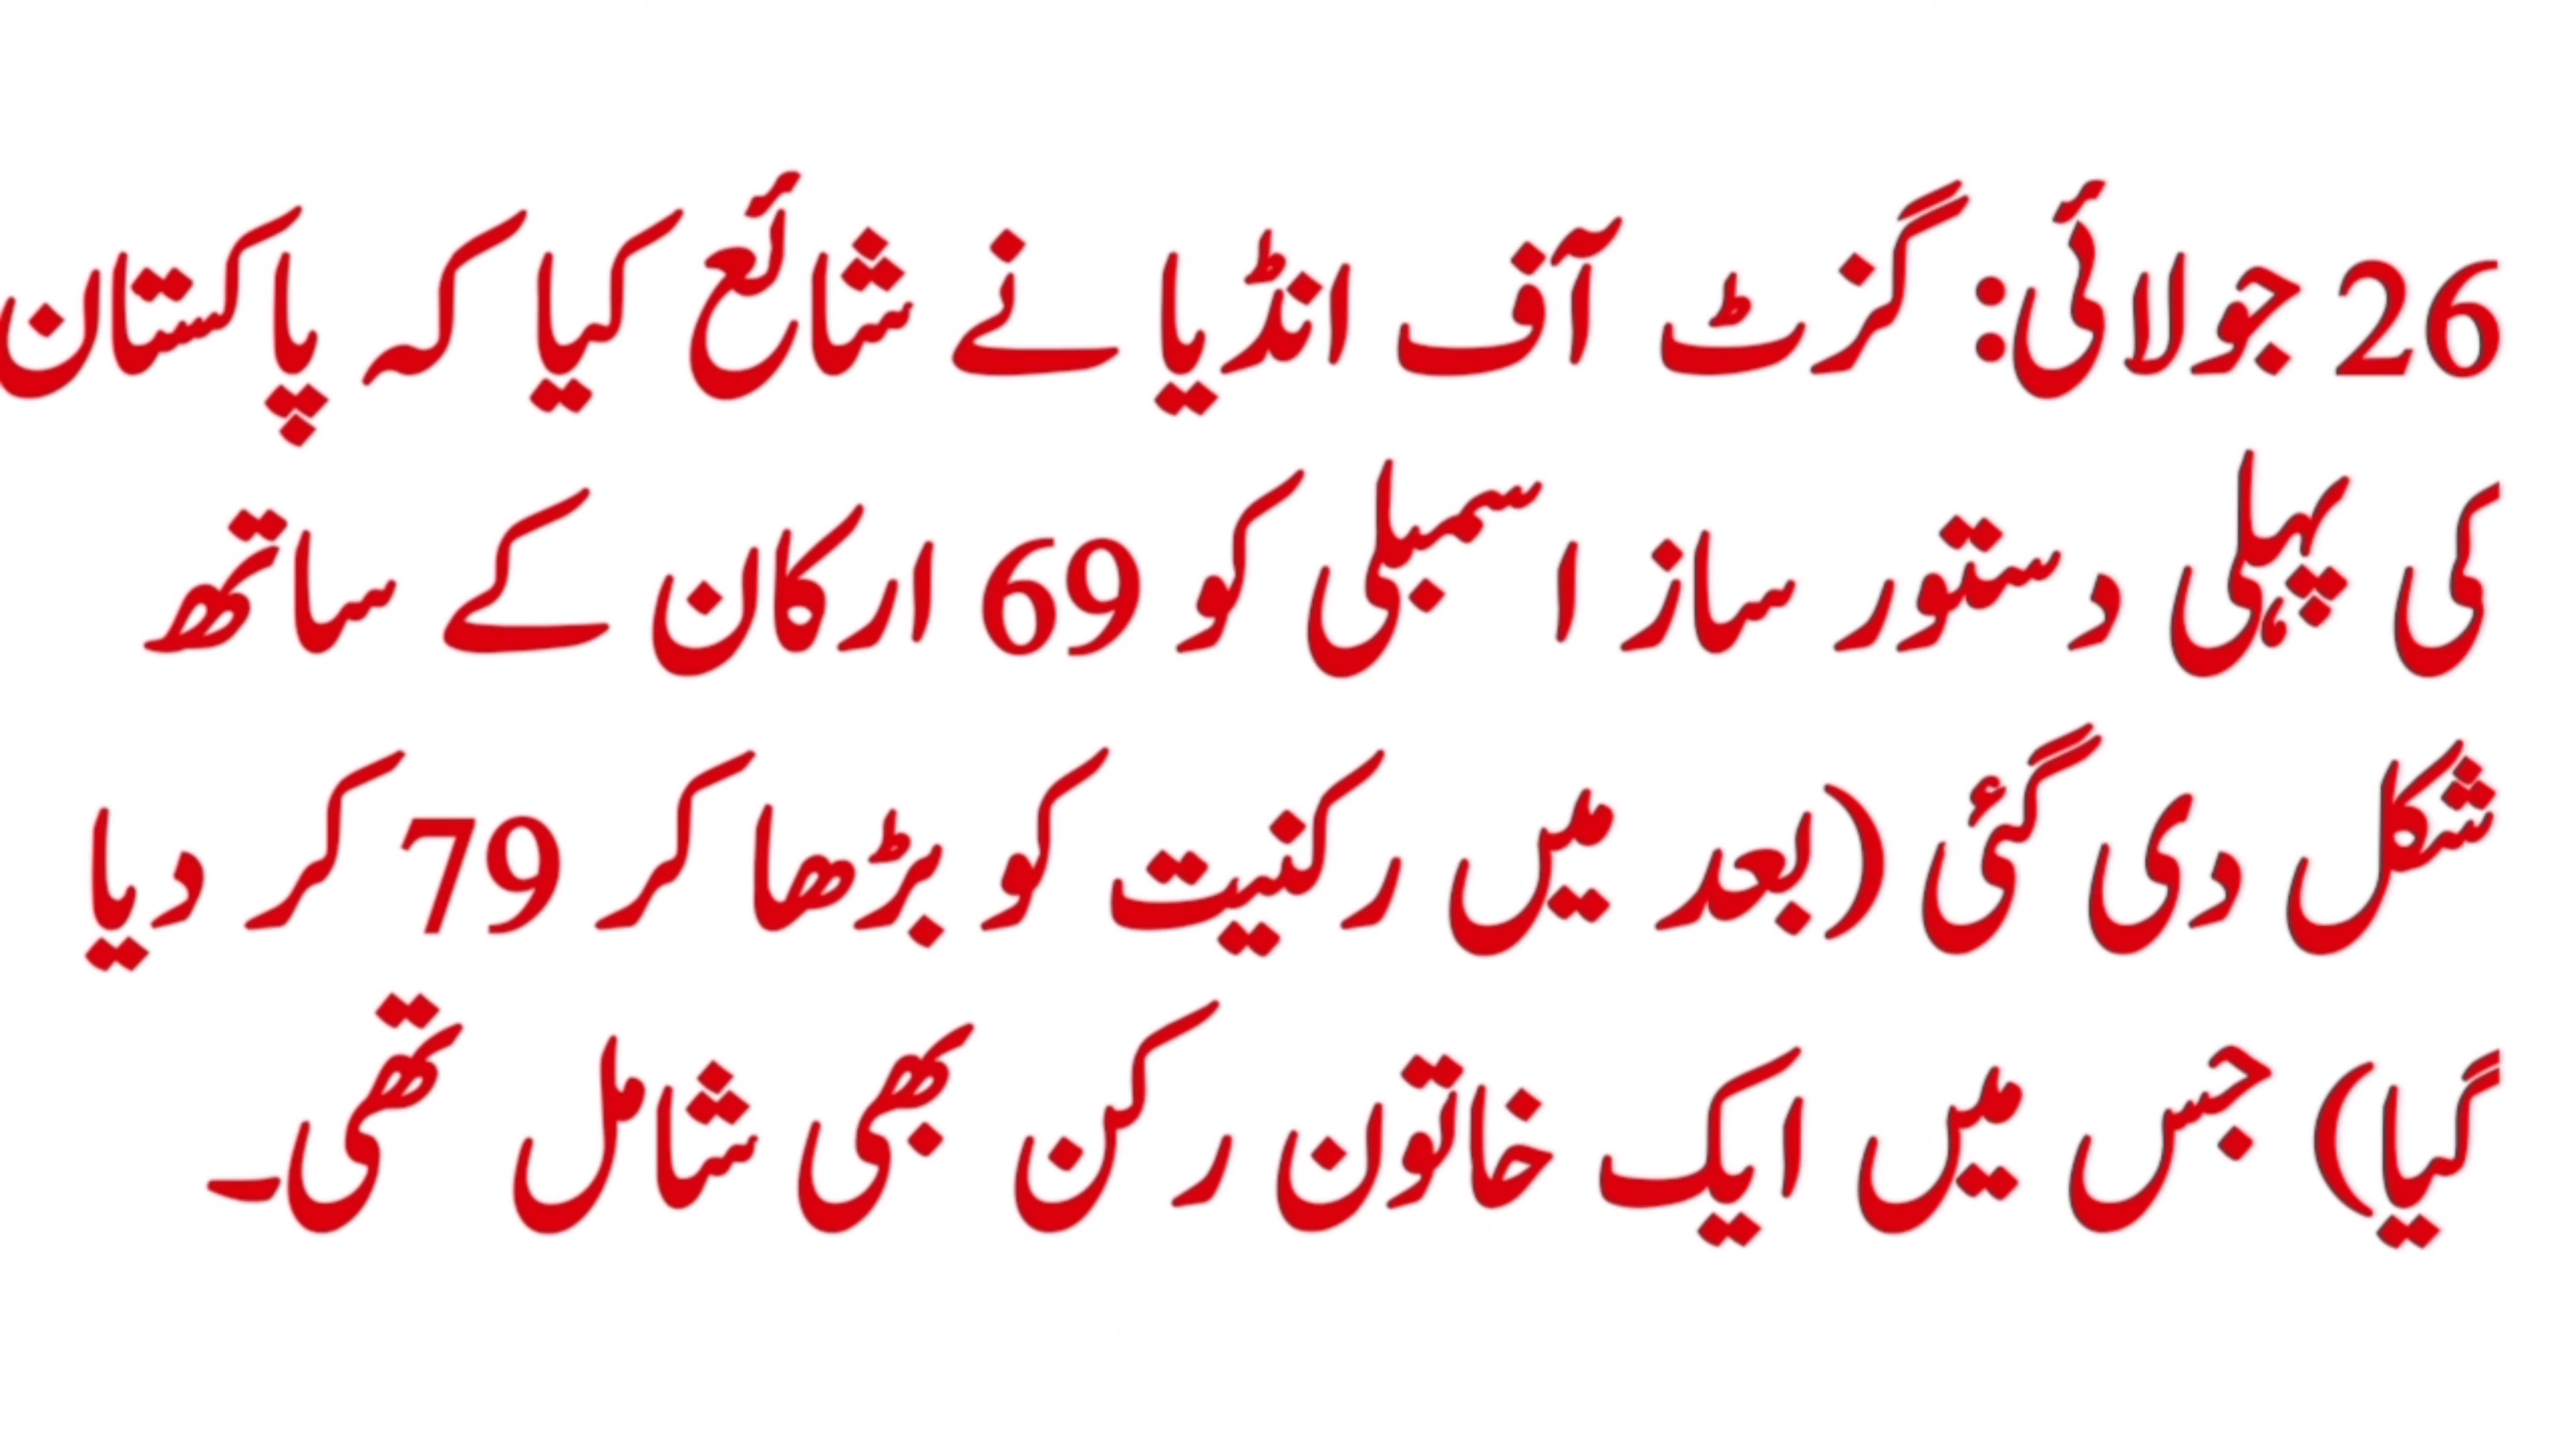 26 جولائی: گزٹ آف انڈیا نے شائع کیا کہ پاکستان
کی پہلی دستور ساز اسمبلی کو 69 ارکان کے ساتھ
شکل دی گئی (بعد میں رکنیت کو بڑھا کر 79 کر دیا
گیا) جس میں ایک خاتون رکن بھی شامل تھی۔